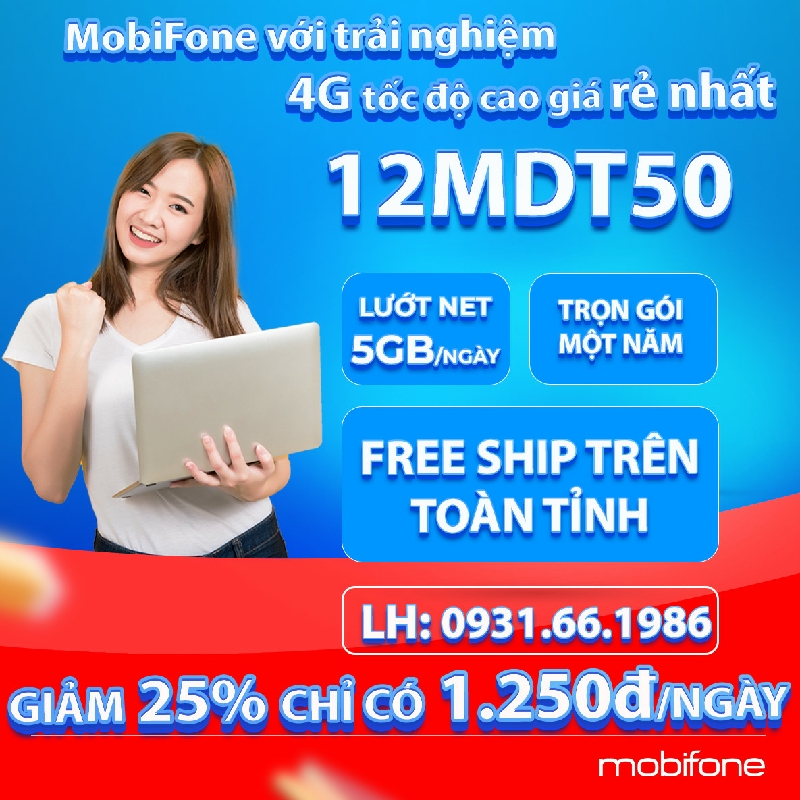 MobiFone với trải nghiệm
4G tốc độ cao giá rẻ nhất
12MDT50
LƯỚT NET
5GB/NGÀY
TRỌN GÓI
MỘT NĂM
FREE SHIP TRÊN
TOÀN TỈNH
LH: 0931.66.1986
GIẢM 25% CHỈ CÓ 1.250đ/NGÀY
mobifone